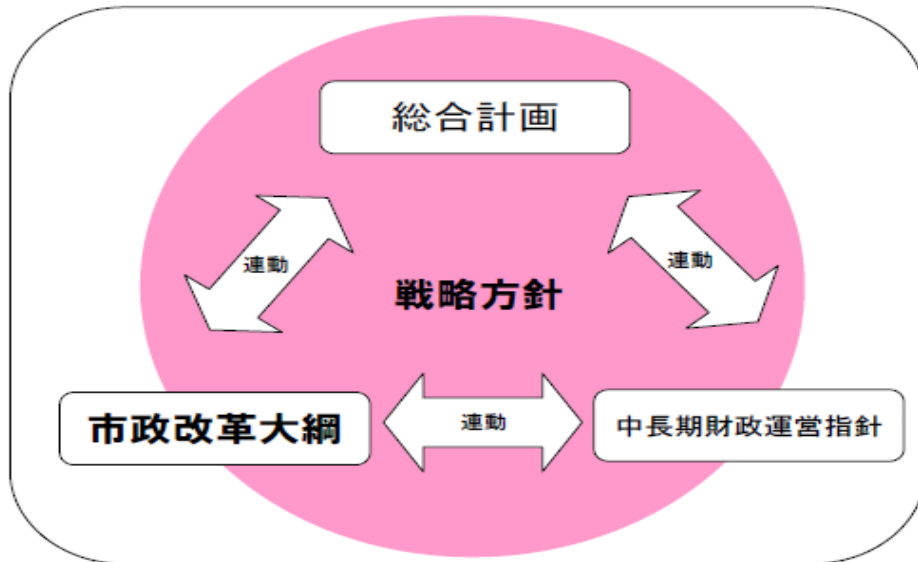 総合計画
連動
連動
戦略方針
市政改革大綱
連動
中長期財政運営指針